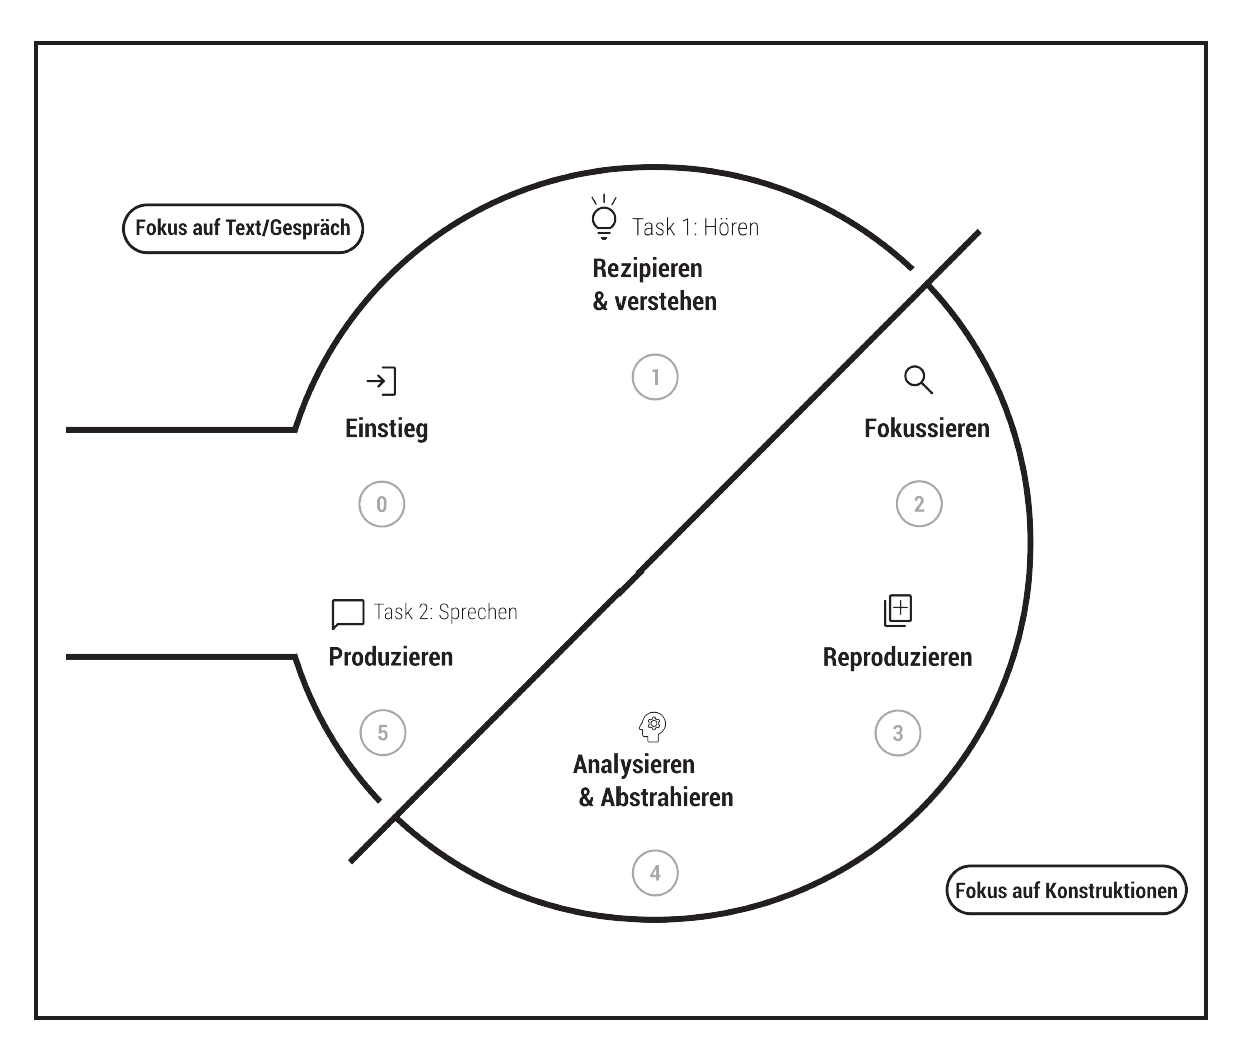 Fokus auf Text/Gespräch
Task 1: Hören
Rezipieren
& verstehen
1
Einstieg
0
Fokussieren
2
Task 2: Sprechen
Produzieren
5
Reproduzieren
3
Analysieren
& Abstrahieren
4
Fokus auf Konstruktionen